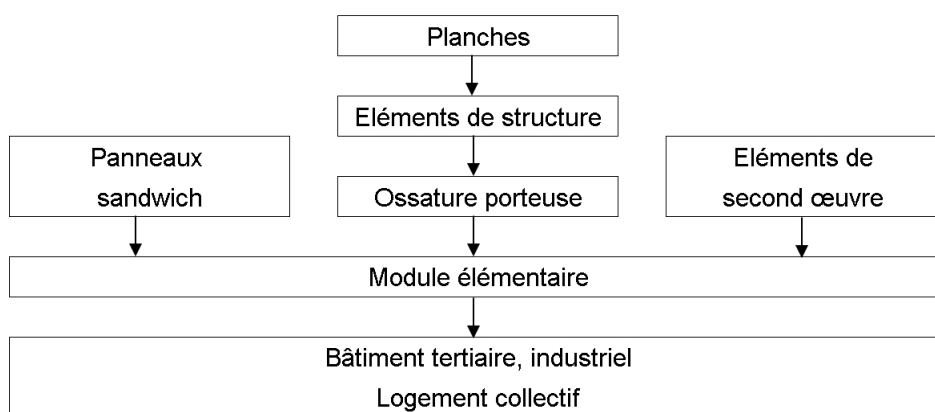 Planches
Eléments de structure
Panneaux
sandwich
Ossature porteuse
Eléments de
second œuvre
Module élémentaire
Bâtiment tertiaire, industriel
Logement collectif